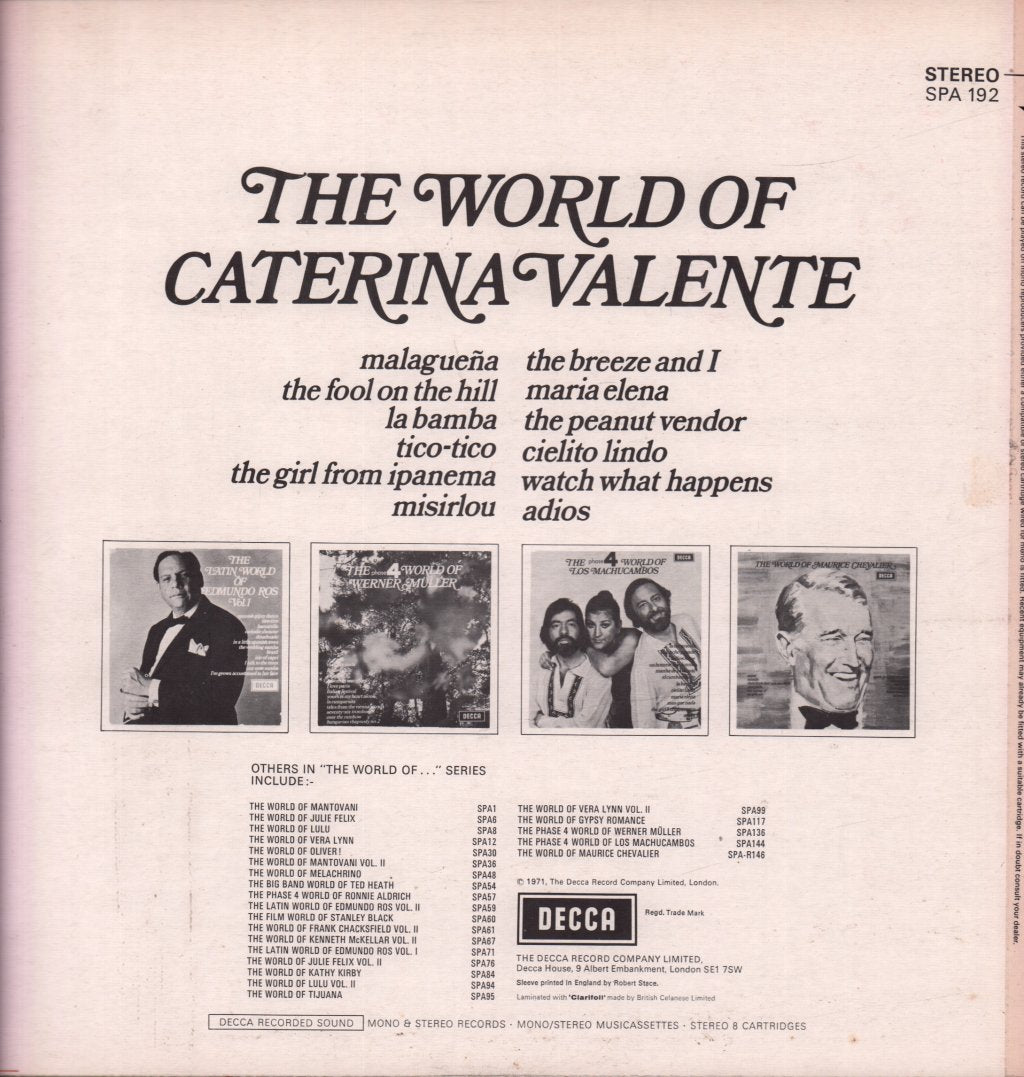 STEREO
SPA 192
THE WORLD OF
CATERINA VALENTE
malagueña
the fool on the hill
la bamba
tico-tico
the girl from ipanema
misirlou
the breeze and I
maria elena
the peanut vendor
cielito lindo
watch what happens
adios
THE
LATIN WORLD
OF
EDMUNDO ROS
Vol.1
I'm grown accustomed to her face
DECCA
THE phase 4 WORLD OF
WERNER MÜLLER
DECCA
THE phase 4 WORLD OF
LOS MACHUCAMBOS
DECCA
THE WORLD OF MAURICE CHEVALIER
DECCA
OTHERS IN "THE WORLD OF..." SERIES
INCLUDE:-
THE WORLD OF MANTOVANI SPA1
THE WORLD OF JULIE FELIX SPA6
THE WORLD OF LULU SPA8
THE WORLD OF VERA LYNN SPA12
THE WORLD OF OLIVER! SPA30
THE WORLD OF MANTOVANI VOL. II SPA36
THE WORLD OF MELACHRINO SPA48
THE BIG BAND WORLD OF TED HEATH SPA54
THE PHASE 4 WORLD OF RONNIE ALDRICH SPA57
THE LATIN WORLD OF EDMUNDO ROS VOL. II SPA59
THE FILM WORLD OF STANLEY BLACK SPA60
THE WORLD OF FRANK CHACKSFIELD VOL. II SPA61
THE WORLD OF KENNETH McKELLAR VOL. II SPA67
THE LATIN WORLD OF EDMUNDO ROS VOL. I SPA71
THE WORLD OF JULIE FELIX VOL. II SPA76
THE WORLD OF KATHY KIRBY SPA84
THE WORLD OF LULU VOL. II SPA94
THE WORLD OF TIJUANA SPA95
THE WORLD OF VERA LYNN VOL. II SPA99
THE WORLD OF GYPSY ROMANCE SPA117
THE PHASE 4 WORLD OF WERNER MÜLLER SPA136
THE PHASE 4 WORLD OF LOS MACHUCAMBOS SPA144
THE WORLD OF MAURICE CHEVALIER SPA-R146
© 1971, The Decca Record Company Limited, London.
DECCA Regd. Trade Mark
THE DECCA RECORD COMPANY LIMITED,
Decca House, 9 Albert Embankment, London SE1 7SW
Sleeve printed in England by Robert Stace.
Laminated with 'Clarifoil' made by British Celanese Limited
DECCA RECORDED SOUND MONO & STEREO RECORDS · MONO/STEREO MUSICASSETTES · STEREO 8 CARTRIDGES